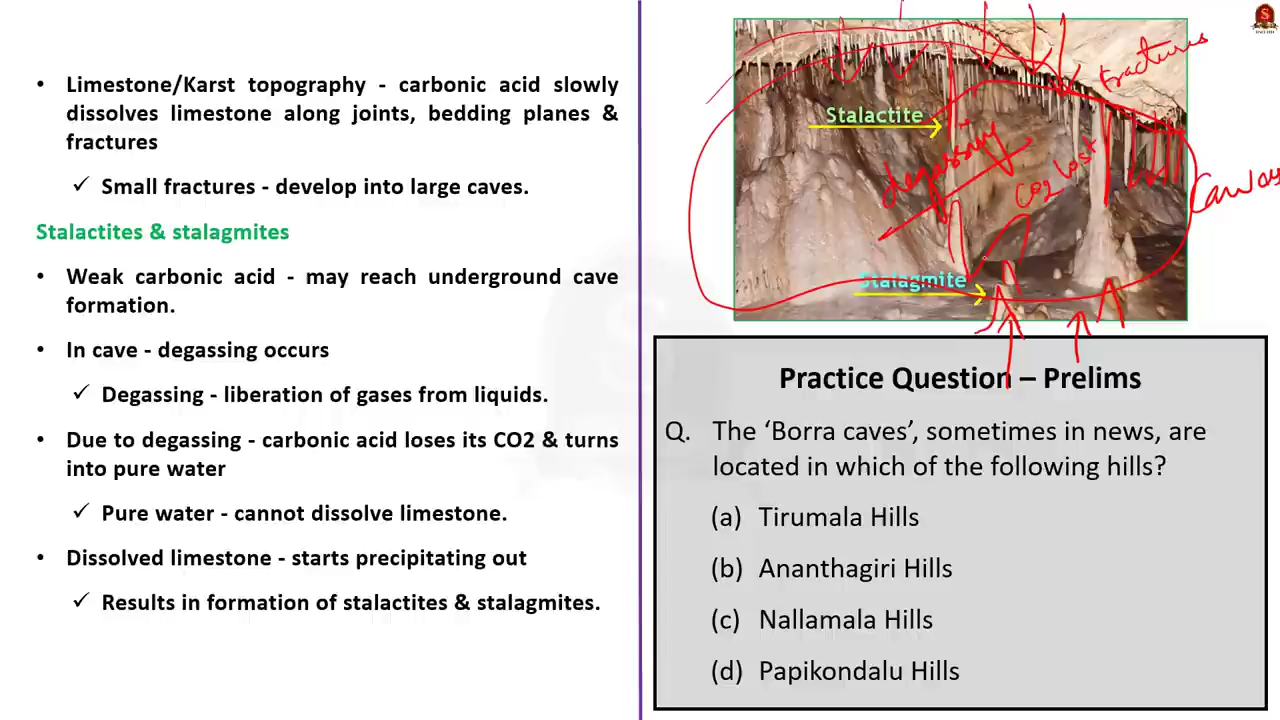 • Limestone/Karst topography - carbonic acid slowly
dissolves limestone along joints, bedding planes &
fractures
✓ Small fractures - develop into large caves.
Stalactites & stalagmites
• Weak carbonic acid - may reach underground cave
formation.
• In cave - degassing occurs
✓ Degassing - liberation of gases from liquids.
• Due to degassing - carbonic acid loses its CO2 & turns
into pure water
✓ Pure water - cannot dissolve limestone.
• Dissolved limestone - starts precipitating out
✓ Results in formation of stalactites & stalagmites.
fractures
Stalactite
degassing
CO2 lost
Stalagmite
Practice Question – Prelims
Q. The ‘Borra caves’, sometimes in news, are
located in which of the following hills?
(a) Tirumala Hills
(b) Ananthagiri Hills
(c) Nallamala Hills
(d) Papikondalu Hills